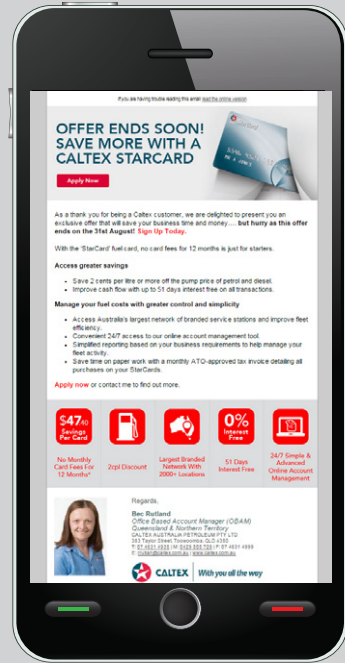 If you are having trouble reading this email read the online version
OFFER ENDS SOON!
SAVE MORE WITH A
CALTEX STARCARD
Apply Now
As a thank you for being a Caltex customer, we are delighted to present you an
exclusive offer that will save your business time and money…. but hurry as this offer
ends on the 31st August! Sign Up Today.
With the 'StarCard' fuel card, no card fees for 12 months is just for starters.
Access greater savings
• Save 2 cents per litre or more off the pump price of petrol and diesel.
• Improve cash flow with up to 51 days interest free on all transactions.
Manage your fuel costs with greater control and simplicity
• Access Australia's largest network of branded service stations and improve fleet
efficiency.
• Convenient 24/7 access to our online account management tool.
• Simplified reporting based on your business requirements to help manage your
fleet activity.
• Save time on paper work with a monthly ATO-approved tax invoice detailing all
purchases on your StarCards.
Apply now or contact me to find out more.
$47.40
Savings
Per Card
No Monthly
Card Fees For
12 Months*
2cpl Discount
Largest Branded
Network With
2000+ Locations
0%
Interest
Free
51 Days
Interest Free
24/7 Simple &
Advanced
Online Account
Management
Regards,
Bec Rutland
Office Based Account Manager (OBAM)
Queensland & Northern Territory
CALTEX AUSTRALIA PETROLEUM PTY LTD
Taylor Street, Toowoomba, QLD 4350
CALTEX
With you all the way